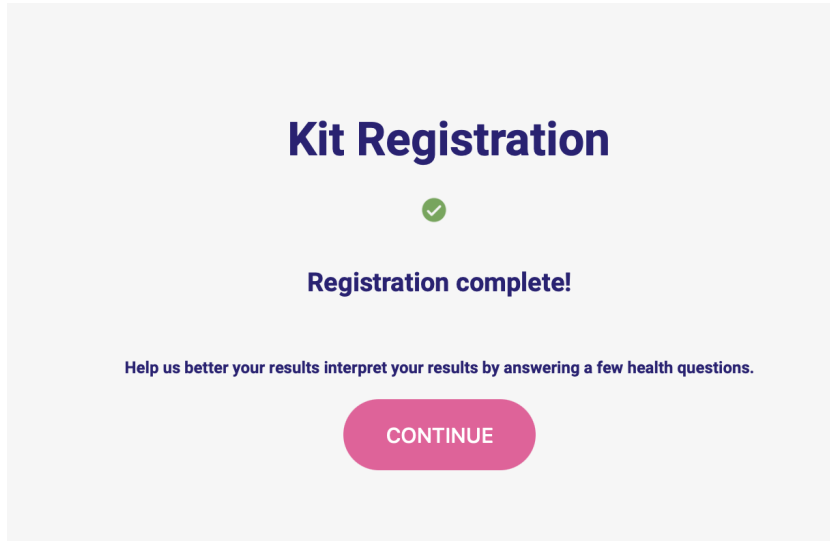 Kit Registration
Registration complete!
Help us better your results interpret your results by answering a few health questions.
CONTINUE